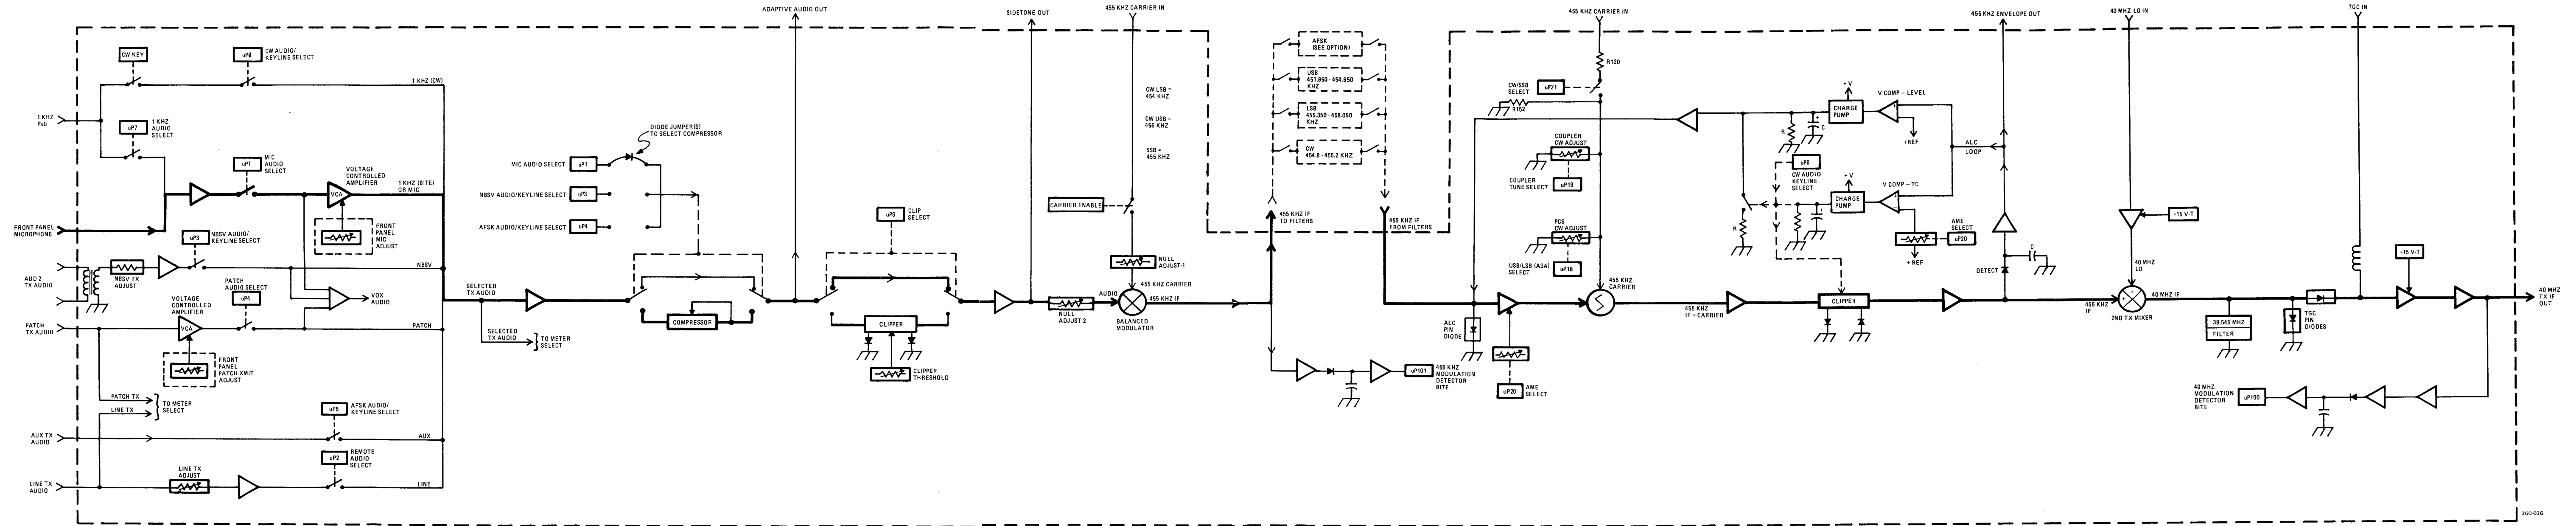 ADAPTIVE AUDIO OUT
SIDETONE OUT
455 KHZ CARRIER IN
455 KHZ CARRIER IN
455 KHZ ENVELOPE OUT
40 MHZ LO IN
TGC IN
CW KEY
uP8
CW AUDIO/
KEYLINE SELECT
1 KHZ (CW)
1 KHZ
Reb
uP7
1 KHZ
AUDIO
SELECT
uP1
MIC
AUDIO
SELECT
VOLTAGE
CONTROLLED
AMPLIFIER
VCA
1 KHZ (BITE)
OR MIC
FRONT
PANEL
MIC
ADJUST
FRONT PANEL
MICROPHONE
uP3
NBSV AUDIO/
KEYLINE SELECT
AUD 2
TX AUDIO
NBSV TX
ADJUST
NBSV
VOX
AUDIO
PATCH
AUDIO SELECT
uP4
VOLTAGE
CONTROLLED
AMPLIFIER
VCA
PATCH
TX AUDIO
PATCH
FRONT
PANEL
PATCH XMIT
ADJUST
PATCH TX
LINE TX
TO METER
SELECT
AFSK AUDIO/
KEYLINE SELECT
uP5
AUX TX
AUDIO
AUX
REMOTE
AUDIO
SELECT
uP2
LINE TX
ADJUST
LINE TX
AUDIO
LINE
DIODE JUMPER(S)
TO SELECT COMPRESSOR
MIC AUDIO SELECT
uP1
NBSV AUDIO/KEYLINE SELECT
uP3
AFSK AUDIO/KEYLINE SELECT
uP4
SELECTED
TX AUDIO
SELECTED
TX AUDIO
TO METER
SELECT
COMPRESSOR
uP6
CLIP
SELECT
CLIPPER
CLIPPER
THRESHOLD
CW LSB =
454 KHZ
CW USB =
456 KHZ
SSB =
455 KHZ
CARRIER ENABLE
NULL
ADJUST-1
455 KHZ CARRIER
AUDIO
NULL
ADJUST-2
BALANCED
MODULATOR
455 KHZ IF
AFSK
(SEE OPTION)
USB
451.950 - 454.650
KHZ
LSB
455.350 - 458.050
KHZ
CW
454.8 - 455.2 KHZ
455 KHZ IF
TO FILTERS
455 KHZ IF
FROM FILTERS
uP101
455 KHZ
MODULATION
DETECTOR
BITE
R120
CW/SSB
SELECT
uP21
R152
COUPLER
CW ADJUST
COUPLER
TUNE SELECT
uP19
PCS
CW ADJUST
USB/LSB (A3A)
SELECT
uP18
455 KHZ
CARRIER
ALC
PIN
DIODE
uP20
AME
SELECT
455 KHZ
IF + CARRIER
CLIPPER
+V
CHARGE
PUMP
V COMP - LEVEL
R
C
+REF
ALC
LOOP
uP0
CW AUDIO
KEYLINE
SELECT
+V
CHARGE
PUMP
V COMP - TC
R
AME
SELECT
uP20
+ REF
DETECT
C
+15 V-T
40 MHZ
LO
455 KHZ
IF
2ND TX MIXER
40 MHZ IF
39.545 MHZ
FILTER
TGC
PIN
DIODES
+15 V-T
40 MHZ
TX IF
OUT
40 MHZ
MODULATION
DETECTOR
BITE
uP100
350-036